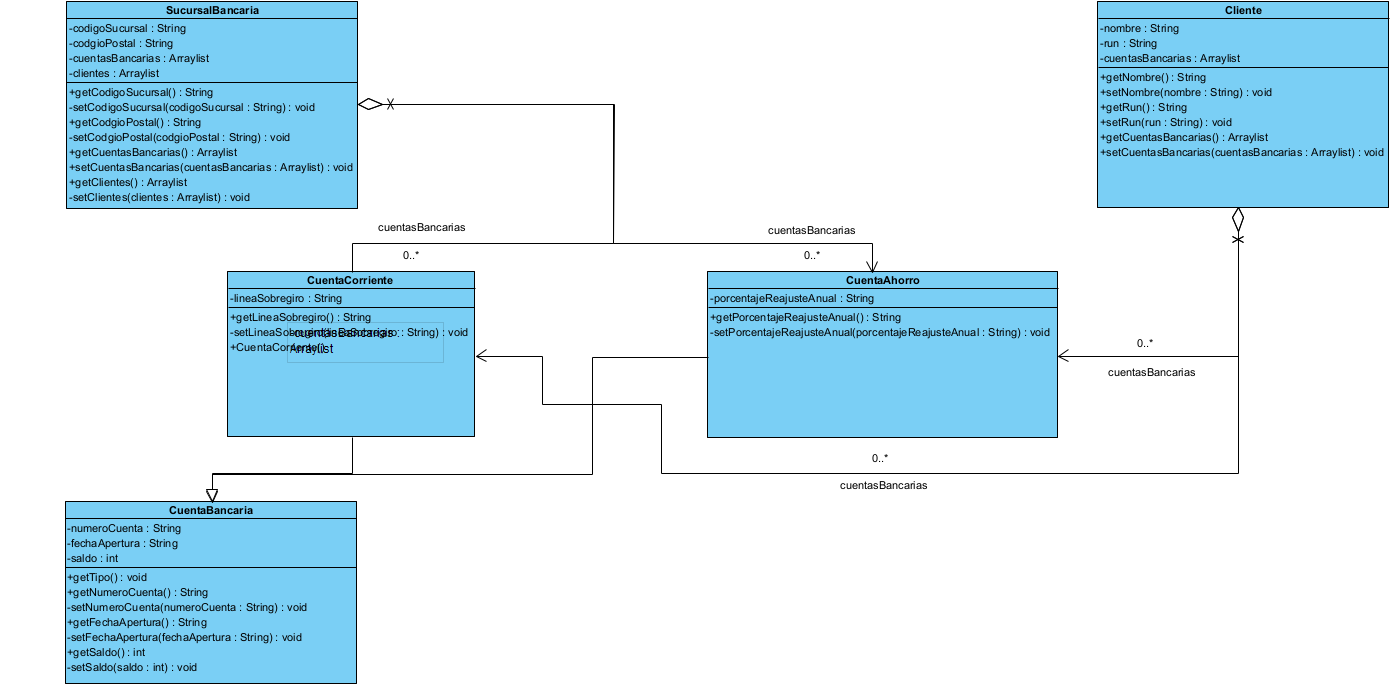 SucursalBancaria
-codigoSucursal : String
-codgioPostal : String
-cuentasBancarias : Arraylist
-clientes : Arraylist
+getCodigoSucursal() : String
-setCodigoSucursal(codigoSucursal : String) : void
+getCodgioPostal() : String
-setCodgioPostal(codgioPostal : String) : void
+getCuentasBancarias() : Arraylist
+setCuentasBancarias(cuentasBancarias : Arraylist) : void
+getClientes() : Arraylist
-setClientes(clientes : Arraylist) : void
Cliente
-nombre : String
-run : String
-cuentasBancarias : Arraylist
+getNombre() : String
+setNombre(nombre : String) : void
+getRun() : String
+setRun(run : String) : void
+getCuentasBancarias() : Arraylist
+setCuentasBancarias(cuentasBancarias : Arraylist) : void
cuentasBancarias
0..*
cuentasBancarias
0..*
CuentaCorriente
-lineaSobregiro : String
+getLineaSobregiro() : String
-setLineaSobregiro(lineaSobregiro : String) : void
+CuentaCorriente()
-cuentasBancarias :
Arraylist
CuentaAhorro
-porcentajeReajusteAnual : String
+getPorcentajeReajusteAnual() : String
-setPorcentajeReajusteAnual(porcentajeReajusteAnual : String) : void
0..*
cuentasBancarias
0..*
cuentasBancarias
CuentaBancaria
-numeroCuenta : String
-fechaApertura : String
-saldo : int
+getTipo() : void
+getNumeroCuenta() : String
-setNumeroCuenta(numeroCuenta : String) : void
+getFechaApertura() : String
-setFechaApertura(fechaApertura : String) : void
+getSaldo() : int
-setSaldo(saldo : int) : void